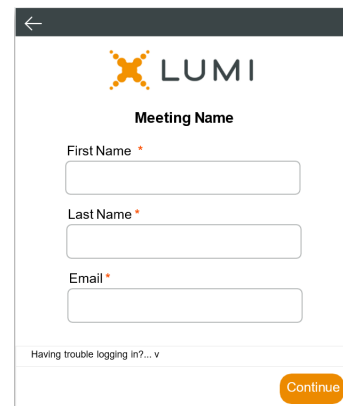 LUMI
Meeting Name
First Name *
Last Name *
Email *
Having trouble logging in?... v
Continue